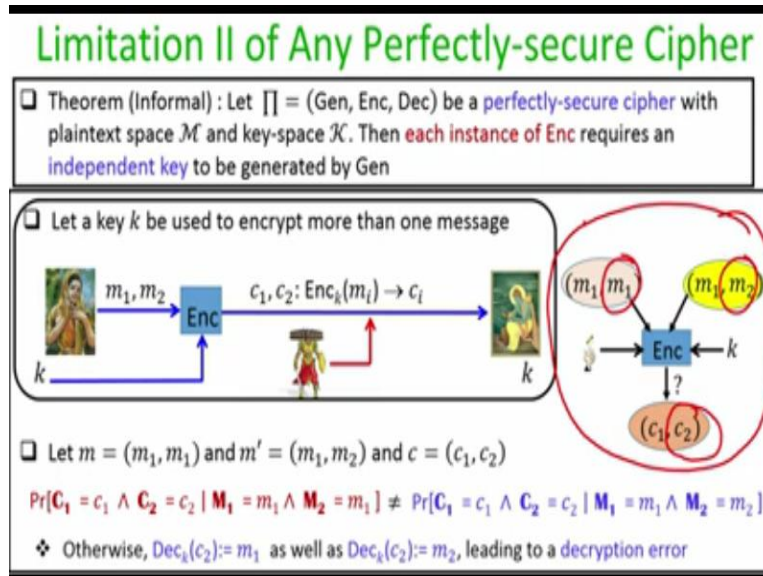 Limitation II of Any Perfectly-secure Cipher
❑ Theorem (Informal) : Let ∏ = (Gen, Enc, Dec) be a perfectly-secure cipher with
plaintext space ℳ and key-space 𝒦. Then each instance of Enc requires an
independent key to be generated by Gen
❑ Let a key k be used to encrypt more than one message
m₁, m₂
Enc
c₁, c₂: Encₖ(mᵢ) → cᵢ
k
k
(m₁, m₁)
(m₁, m₂)
Enc
k
?
(c₁, c₂)
❑ Let m = (m₁, m₁) and m′ = (m₁, m₂) and c = (c₁, c₂)
Pr[C₁ = c₁ ∧ C₂ = c₂ | M₁ = m₁ ∧ M₂ = m₁ ] ≠ Pr[C₁ = c₁ ∧ C₂ = c₂ | M₁ = m₁ ∧ M₂ = m₂ ]
❖ Otherwise, Decₖ(c₂):= m₁ as well as Decₖ(c₂):= m₂, leading to a decryption error